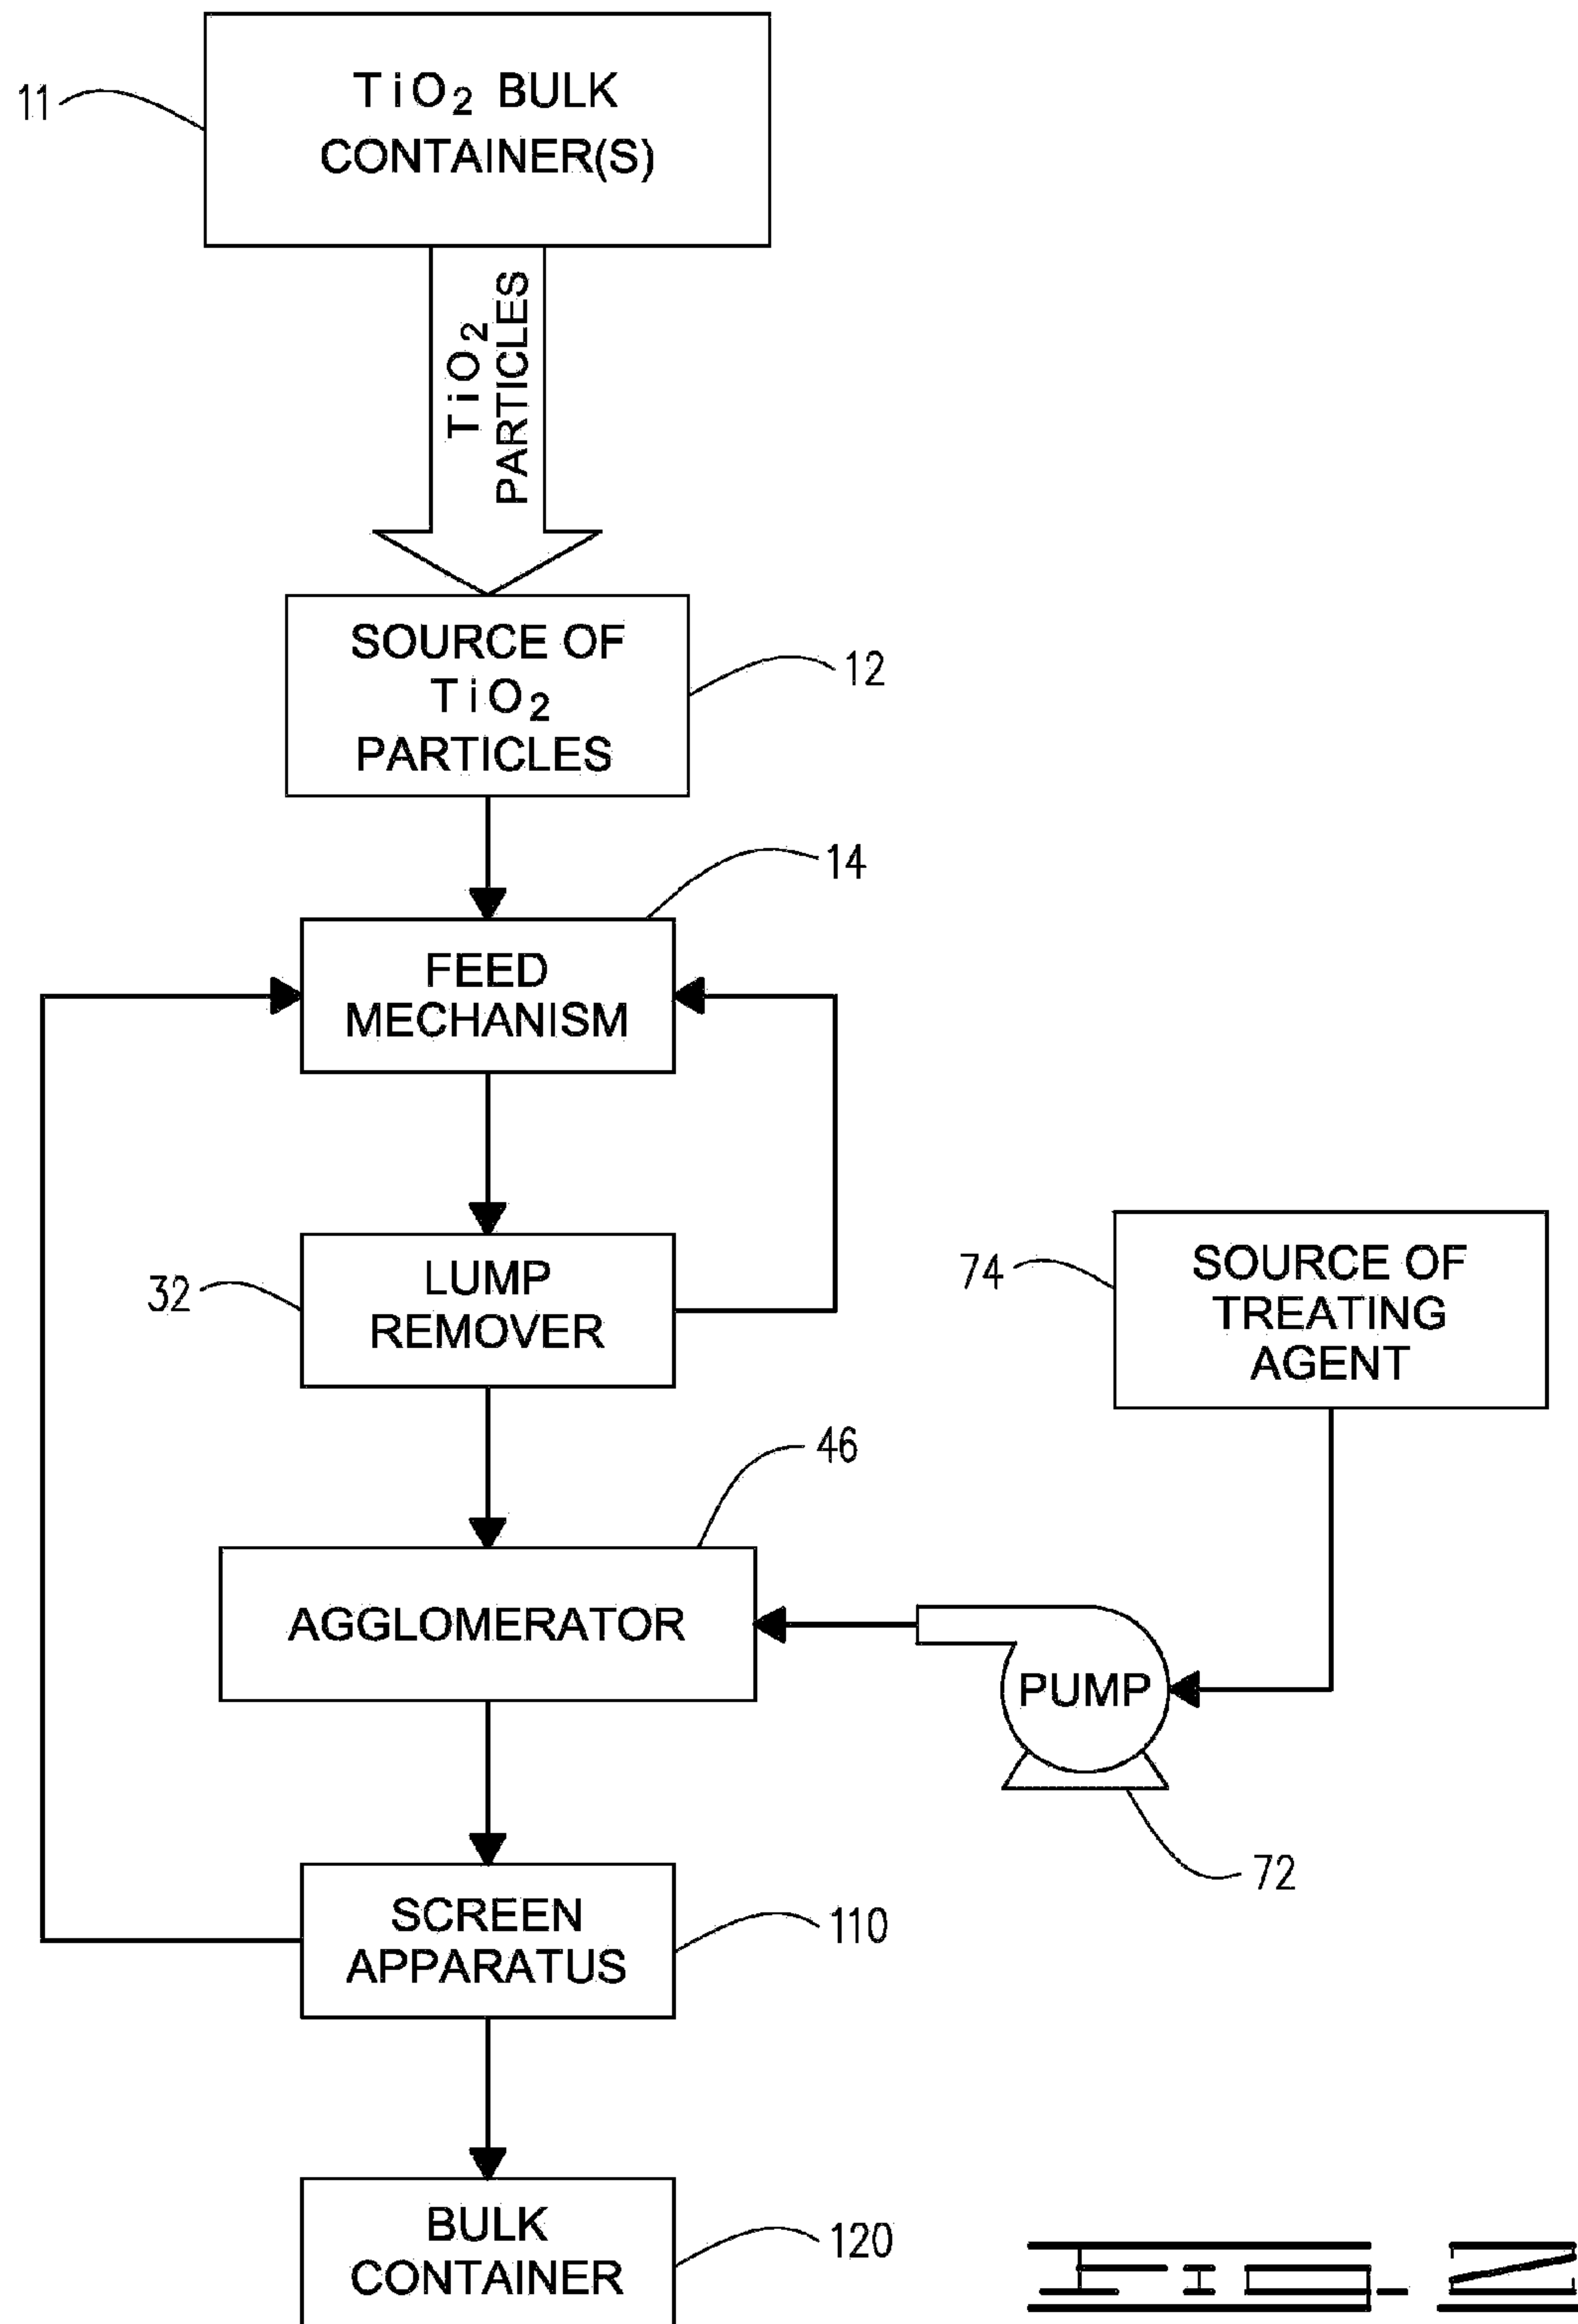 11
TiO₂ BULK
CONTAINER(S)
TiO₂
PARTICLES
SOURCE OF
TiO₂
PARTICLES
12
14
FEED
MECHANISM
32
LUMP
REMOVER
74
SOURCE OF
TREATING
AGENT
46
AGGLOMERATOR
PUMP
72
SCREEN
APPARATUS
110
BULK
CONTAINER
120